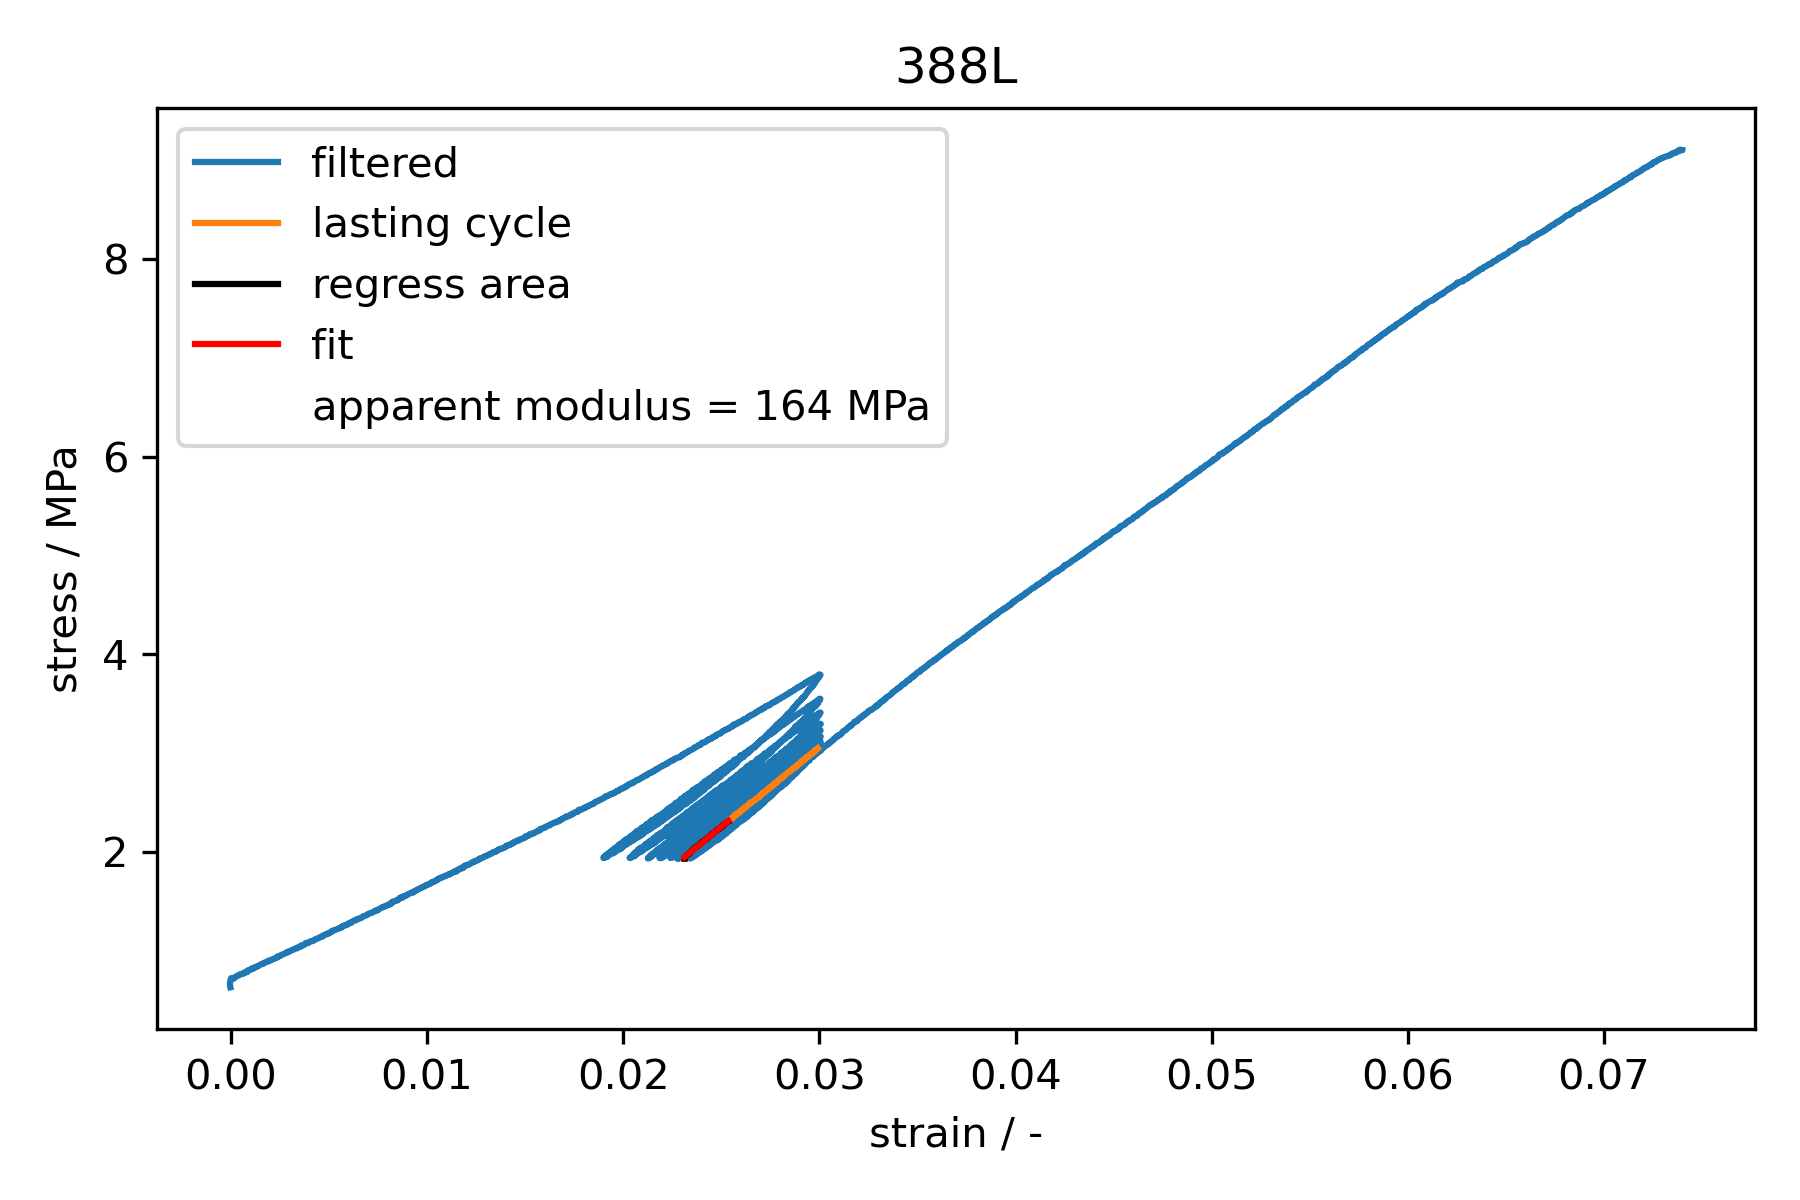 388L
filtered
lasting cycle
regress area
fit
apparent modulus = 164 MPa
stress / MPa
8
6
4
2
0.00 0.01 0.02 0.03 0.04 0.05 0.06 0.07
strain / -